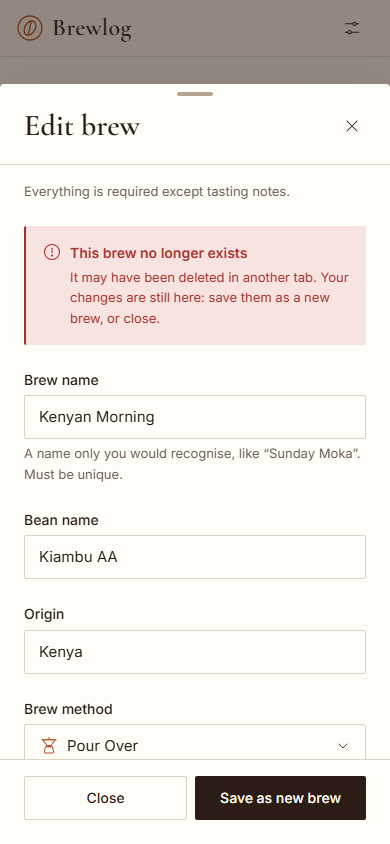 Brewlog
Edit brew
Everything is required except tasting notes.
This brew no longer exists
It may have been deleted in another tab. Your
changes are still here: save them as a new
brew, or close.
Brew name
Kenyan Morning
A name only you would recognise, like “Sunday Moka”.
Must be unique.
Bean name
Kiambu AA
Origin
Kenya
Brew method
Pour Over
Close
Save as new brew